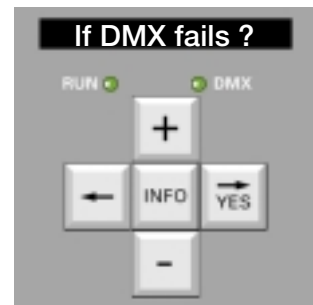 If DMX fails ?
RUN DMX
+
← INFO → YES
-